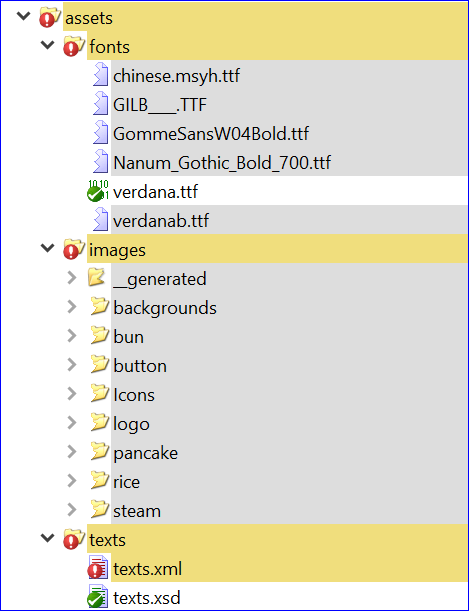 assets
fonts
chinese.msyh.ttf
GILB____.TTF
GommeSansW04Bold.ttf
Nanum_Gothic_Bold_700.ttf
verdana.ttf
verdanab.ttf
images
__generated
backgrounds
bun
button
Icons
logo
pancake
rice
steam
texts
texts.xml
texts.xsd